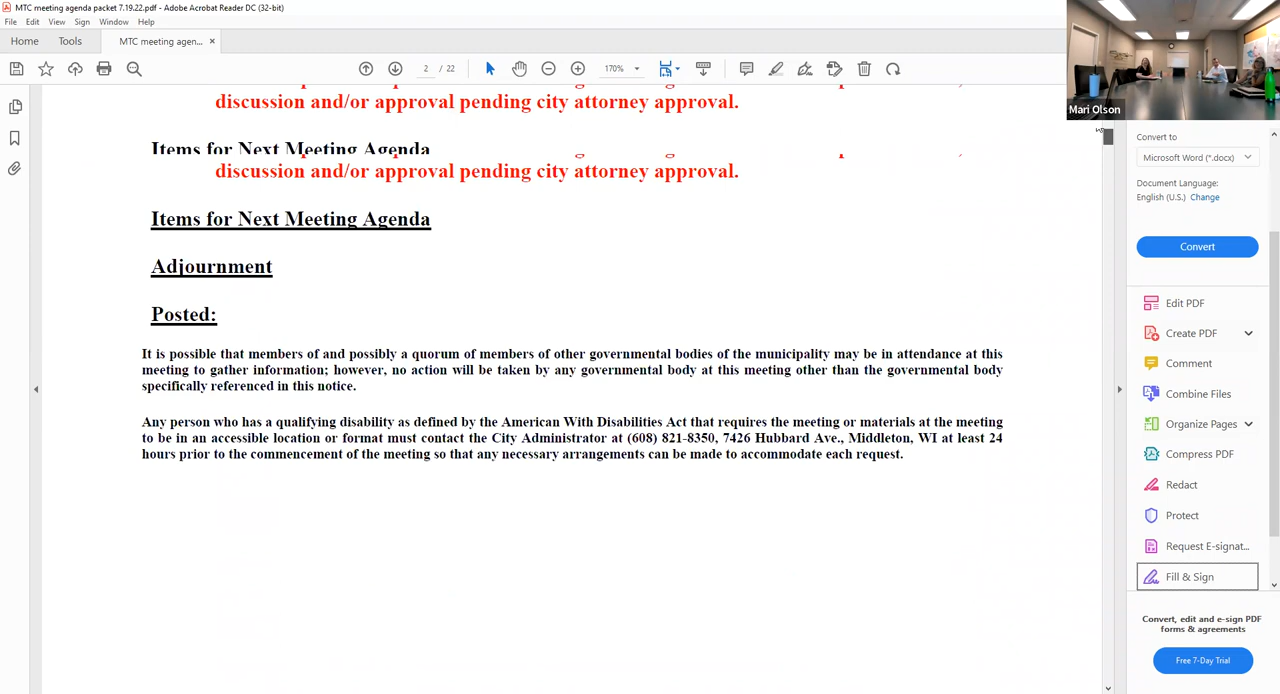 MTC meeting agenda packet 7.19.22.pdf - Adobe Acrobat Reader DC (32-bit)
File Edit View Sign Window Help
Home Tools MTC meeting agen... ×
2 / 22 170%
discussion and/or approval pending city attorney approval.
Items for Next Meeting Agenda
discussion and/or approval pending city attorney approval.
Items for Next Meeting Agenda
Adjournment
Posted:
It is possible that members of and possibly a quorum of members of other governmental bodies of the municipality may be in attendance at this
meeting to gather information; however, no action will be taken by any governmental body at this meeting other than the governmental body
specifically referenced in this notice.
Any person who has a qualifying disability as defined by the American With Disabilities Act that requires the meeting or materials at the meeting
to be in an accessible location or format must contact the City Administrator at (608) 821-8350, 7426 Hubbard Ave., Middleton, WI at least 24
hours prior to the commencement of the meeting so that any necessary arrangements can be made to accommodate each request.
Mari Olson
Convert to
Microsoft Word (*.docx)
Document Language:
English (U.S.) Change
Convert
Edit PDF
Create PDF
Comment
Combine Files
Organize Pages
Compress PDF
Redact
Protect
Request E-signat...
Fill & Sign
Convert, edit and e-sign PDF
forms & agreements
Free 7-Day Trial